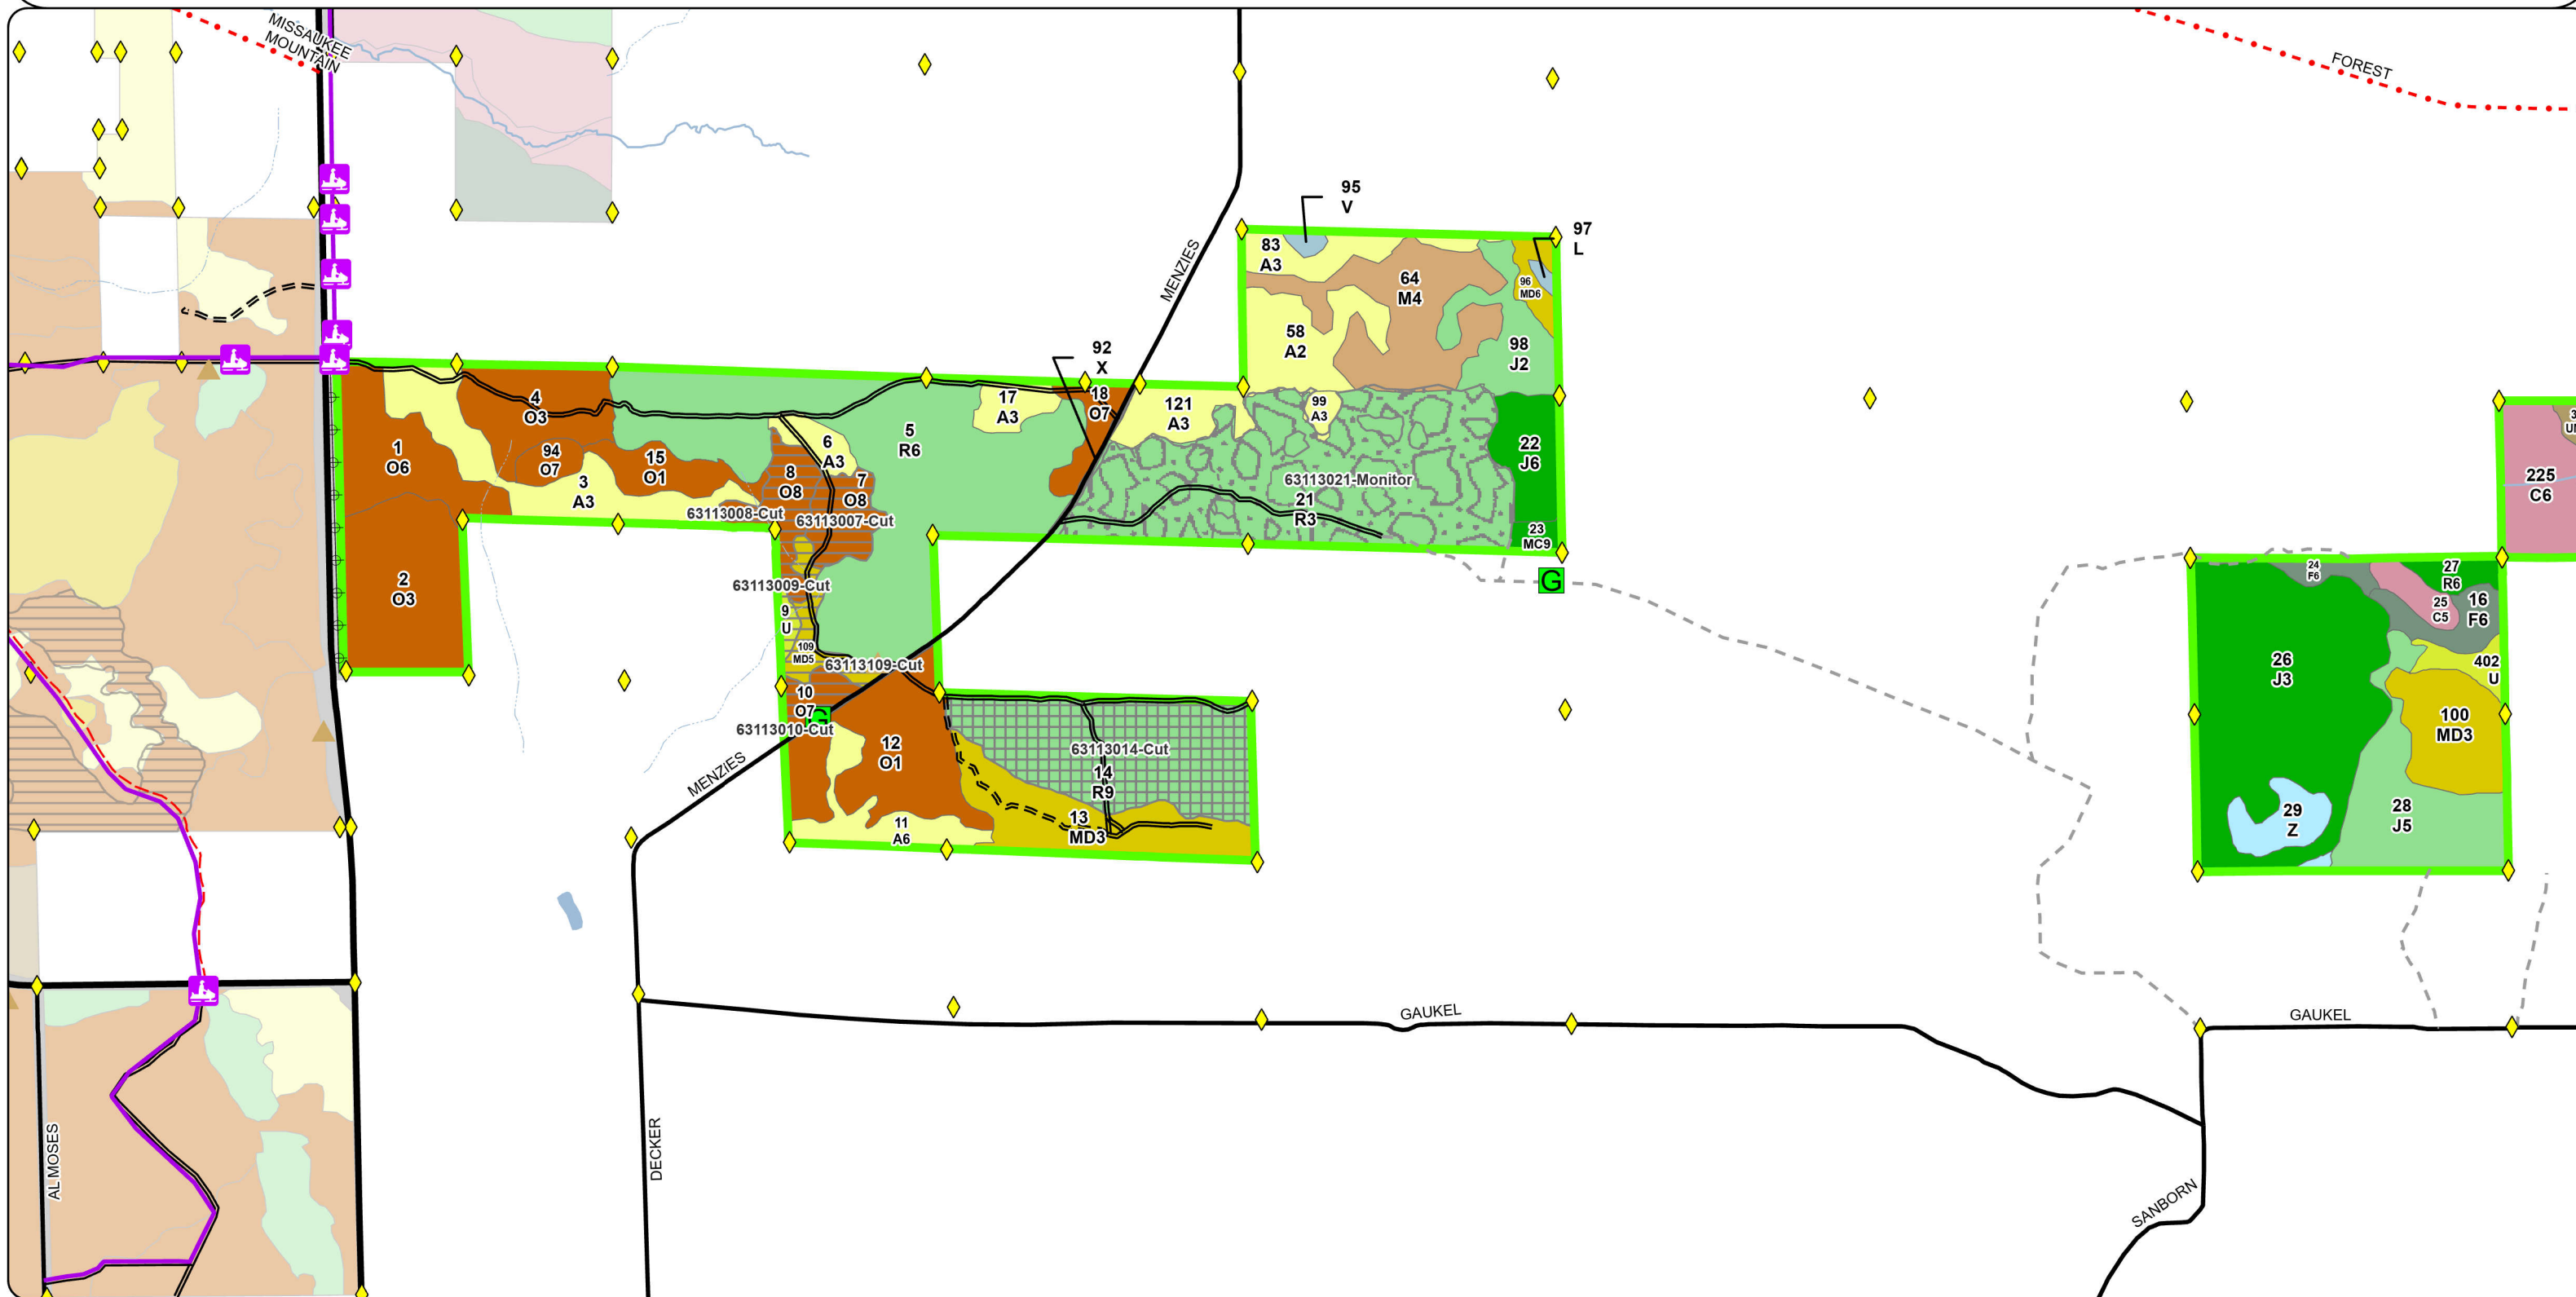 MISSAUKEE
MOUNTAIN
FOREST
95
V
97
L
MENZIES
83
A3
64
M4
96
MD6
58
A2
98
J2
92
X
4
O3
17
A3
18
O7
121
A3
99
A3
1
O6
94
O7
15
O1
6
A3
5
R6
22
J6
3
A3
8
O8
7
O8
63113021-Monitor
21
R3
225
C6
63113008-Cut
63113007-Cut
23
MC9
2
O3
63113009-Cut
9
U
24
F6
27
R6
25
C5
16
F6
109
MD5
63113109-Cut
G
26
J3
402
U
10
O7
G
63113010-Cut
12
O1
63113014-Cut
14
R9
100
MD3
MENZIES
11
A6
13
MD3
29
Z
28
J5
GAUKEL
GAUKEL
ALMOSES
DECKER
SANBORN